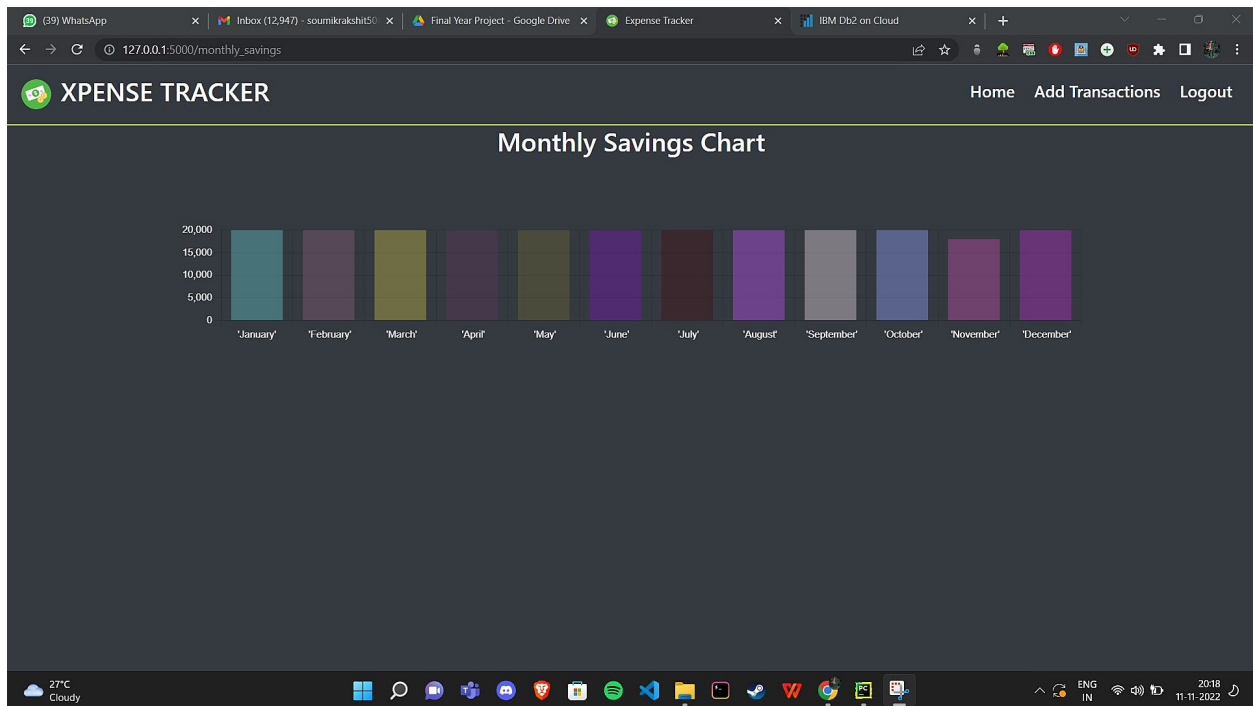 39 (39) WhatsApp Inbox (12,947) - soumikrakshit50 Final Year Project - Google Drive Expense Tracker IBM Db2 on Cloud
127.0.0.1:5000/monthly_savings
XPENSE TRACKER Home Add Transactions Logout
Monthly Savings Chart
20,000
15,000
10,000
5,000
0
'January' 'February' 'March' 'April' 'May' 'June' 'July' 'August' 'September' 'October' 'November' 'December'
27°C
Cloudy
ENG
IN
20:18
11-11-2022